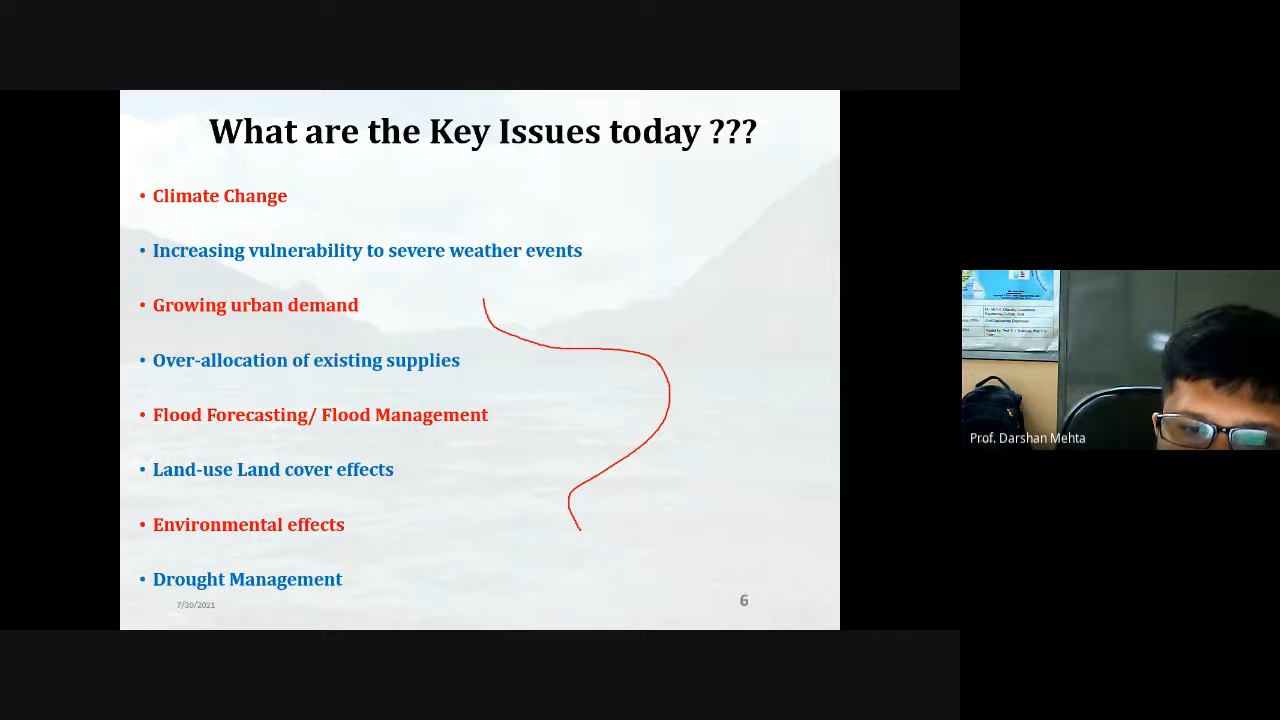 What are the Key Issues today ???
• Climate Change
• Increasing vulnerability to severe weather events
• Growing urban demand
• Over-allocation of existing supplies
• Flood Forecasting/ Flood Management
• Land-use Land cover effects
• Environmental effects
• Drought Management
7/30/2021
6
Prof. Darshan Mehta